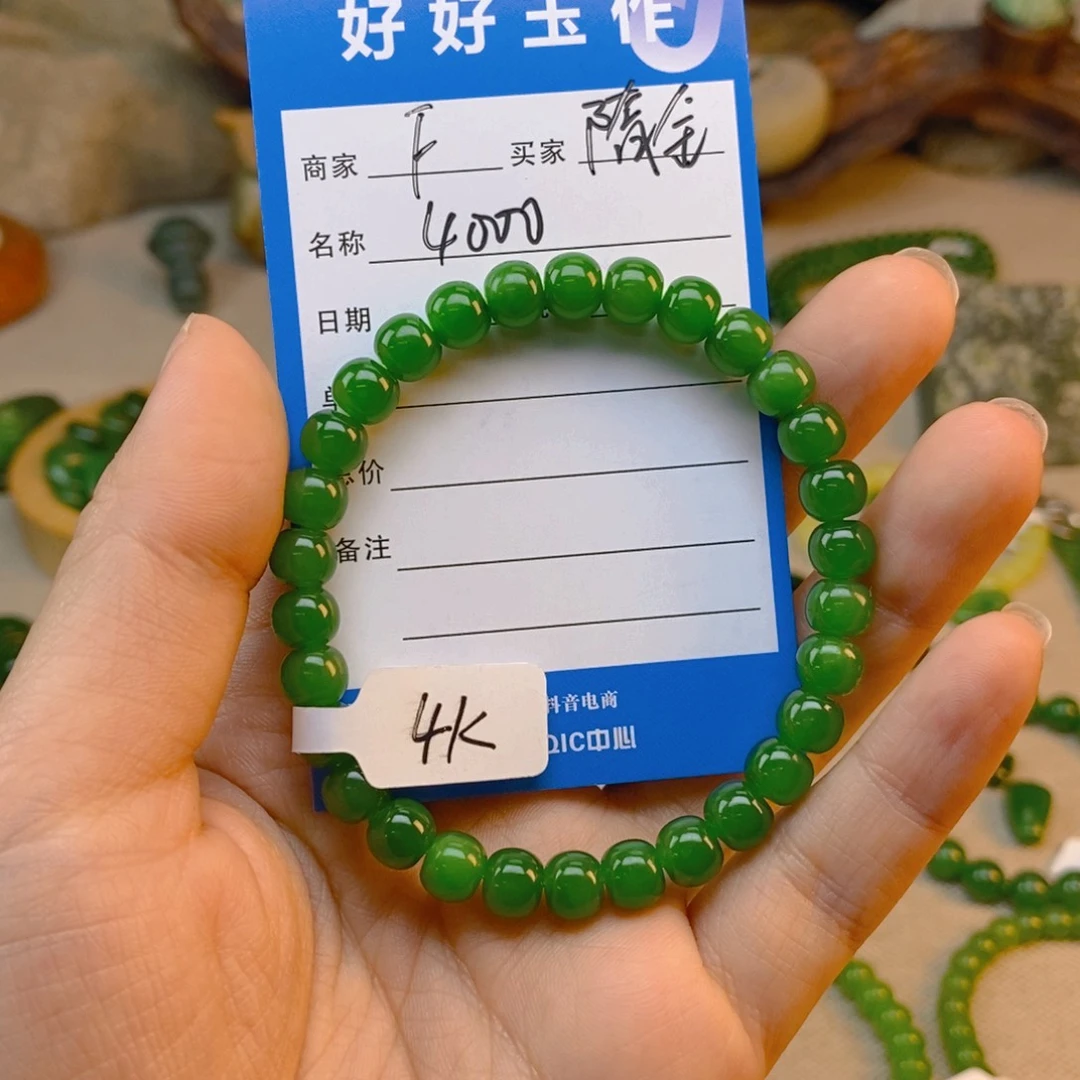 好好玉作
商家 F 买家 隋金
名称 4000
日期
价
备注
4K
抖音电商
QIC中心